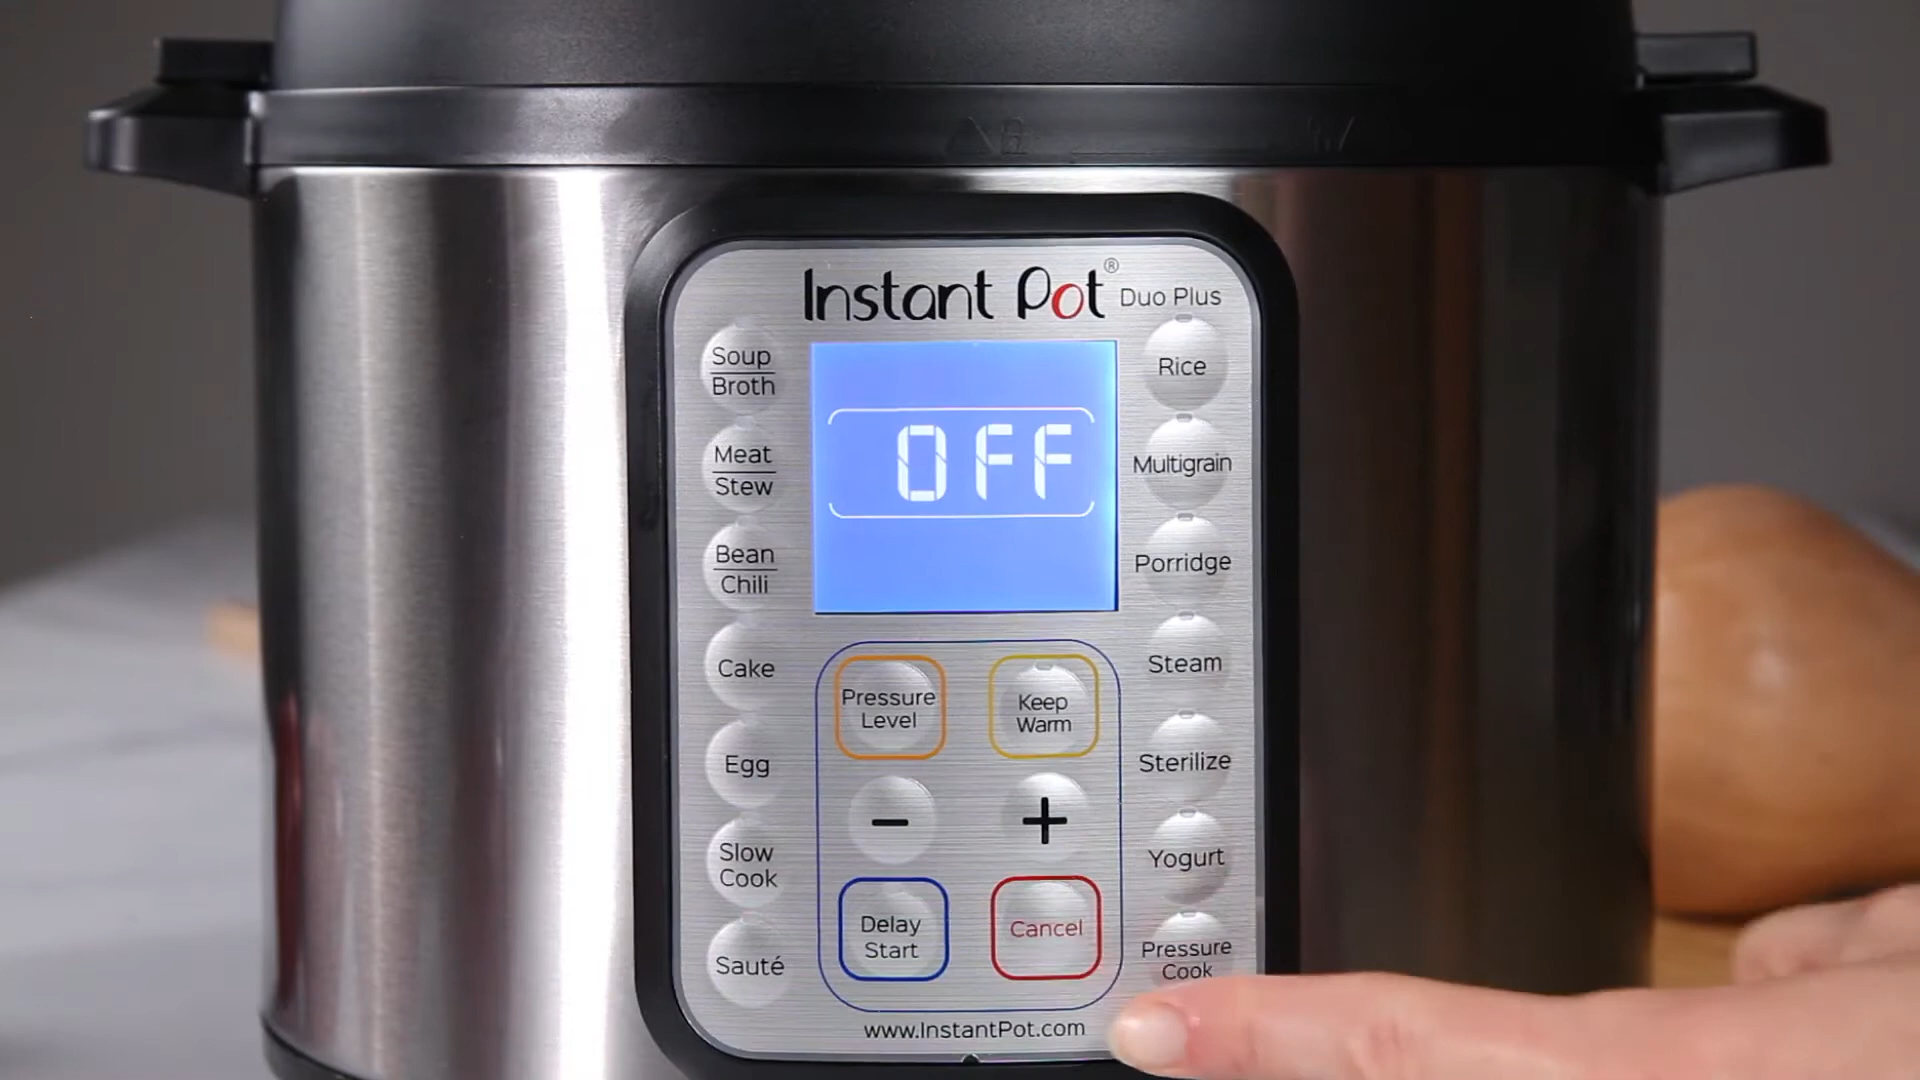 Instant Pot® Duo Plus
Soup
Broth
Meat
Stew
Bean
Chili
Cake
Egg
Slow
Cook
Sauté
OFF
Pressure
Level
Keep
Warm
−
+
Delay
Start
Cancel
Rice
Multigrain
Porridge
Steam
Sterilize
Yogurt
Pressure
Cook
www.InstantPot.com